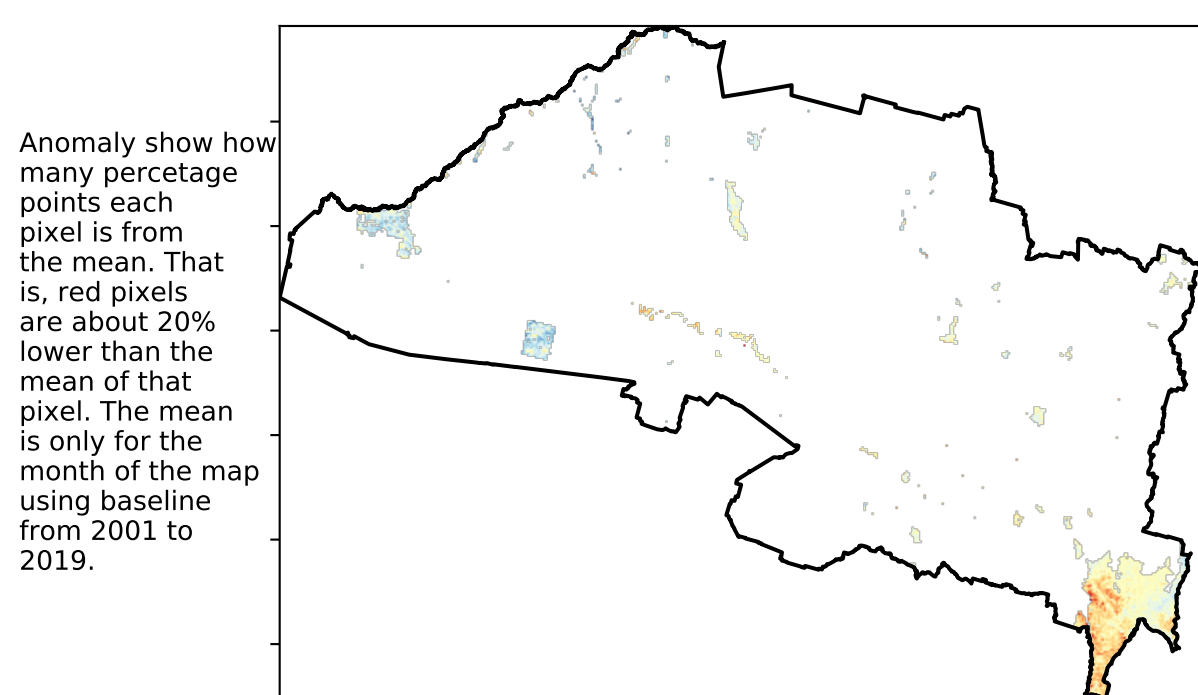 Anomaly show how
many percetage
points each
pixel is from
the mean. That
is, red pixels
are about 20%
lower than the
mean of that
pixel. The mean
is only for the
month of the map
using baseline
from 2001 to
2019.